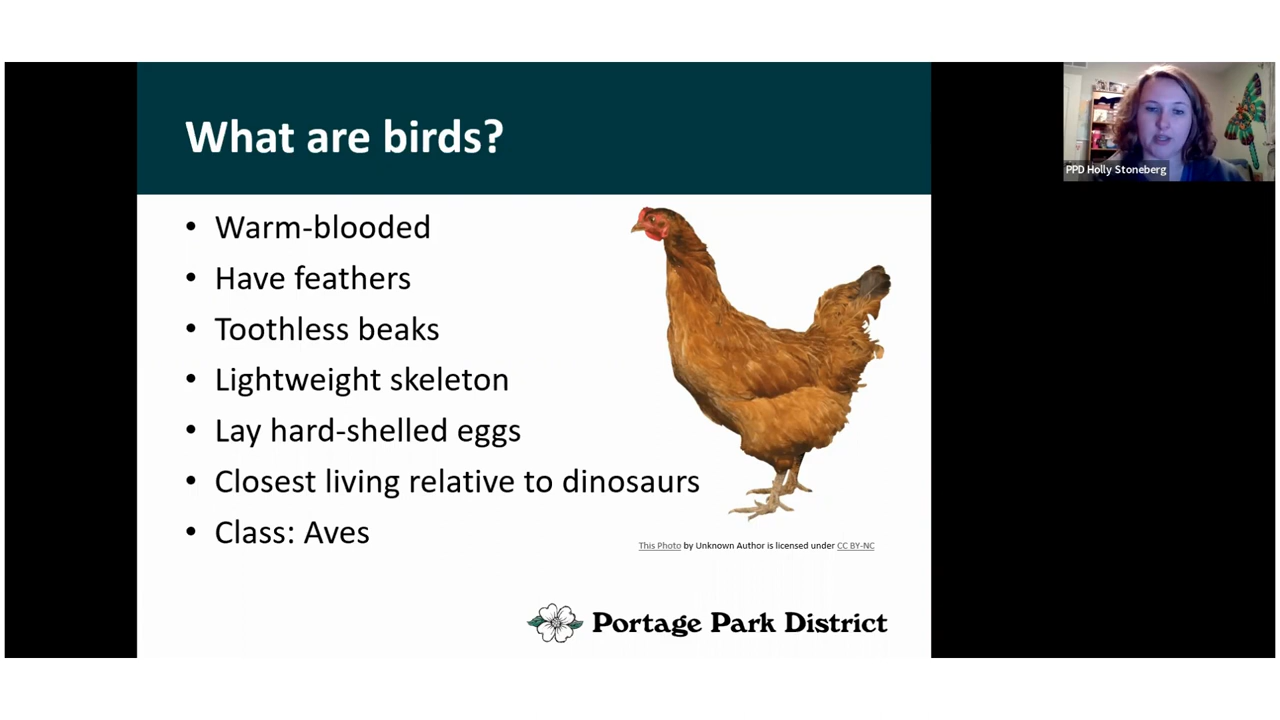 What are birds?
PPD Holly Stoneberg
• Warm-blooded
• Have feathers
• Toothless beaks
• Lightweight skeleton
• Lay hard-shelled eggs
• Closest living relative to dinosaurs
• Class: Aves
This Photo by Unknown Author is licensed under CC BY-NC
Portage Park District